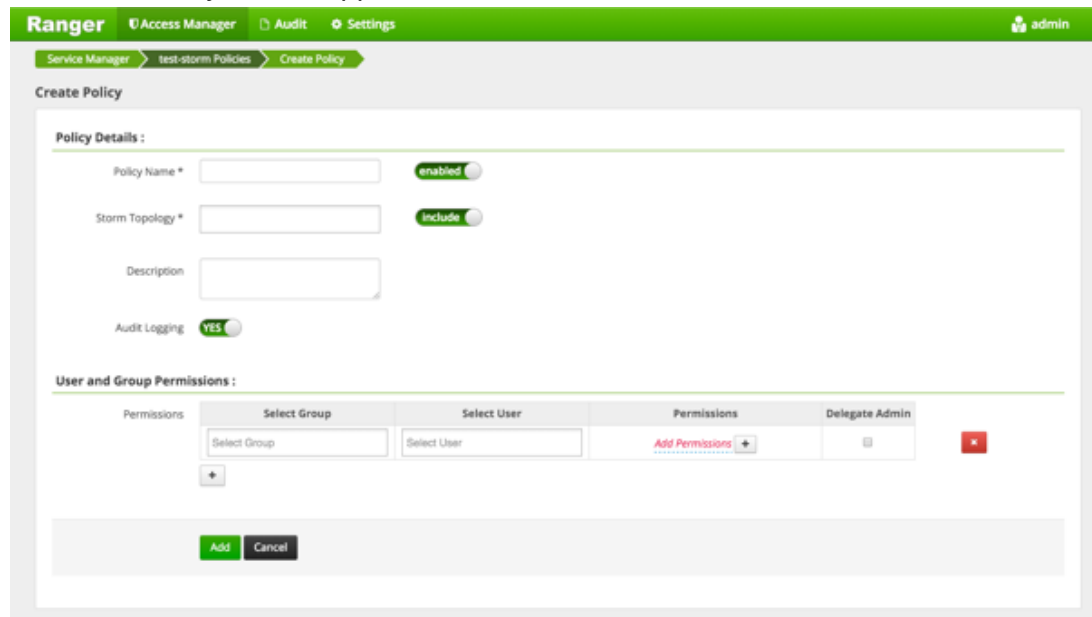 Ranger Access Manager Audit Settings admin
Service Manager test-storm Policies Create Policy
Create Policy
Policy Details :
Policy Name * enabled
Storm Topology * include
Description
Audit Logging YES
User and Group Permissions :
Permissions Select Group Select User Permissions Delegate Admin
Select Group Select User Add Permissions +
+
Add Cancel